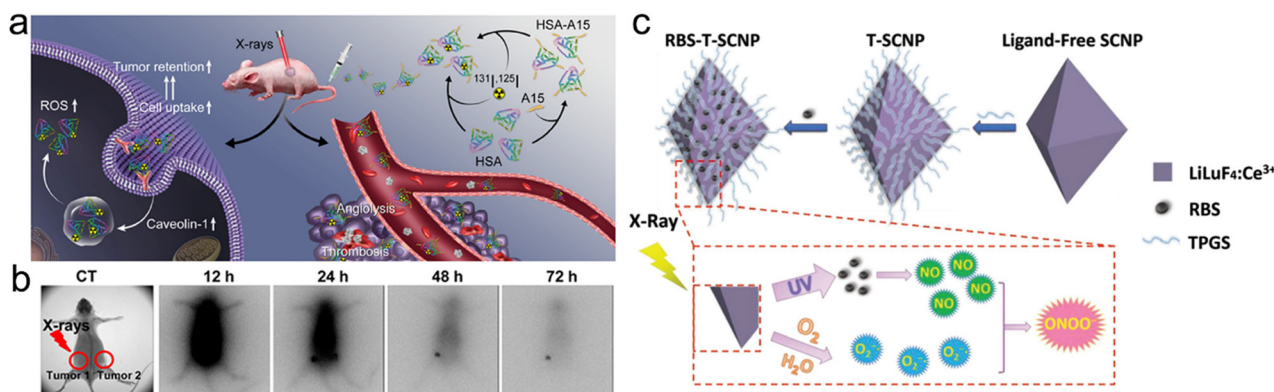 a
X-rays
HSA-A15
131 , 125
A15
HSA
Tumor retention↑
Cell uptake↑
ROS ↑
Caveolin-1↑
Angiolysis
Thrombosis
b
CT
12 h
24 h
48 h
72 h
X-rays
Tumor 1
Tumor 2
c
RBS-T-SCNP
T-SCNP
Ligand-Free SCNP
LiLuF₄:Ce³⁺
RBS
TPGS
X-Ray
UV
NO
NO
NO
NO
O₂
H₂O
O₂⁻
O₂⁻
O₂⁻
ONOO⁻